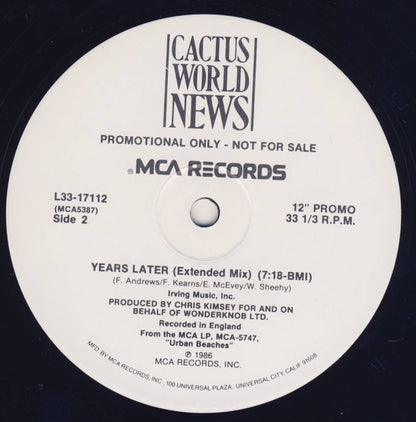 CACTUS
WORLD
NEWS
PROMOTIONAL ONLY - NOT FOR SALE
® MCA RECORDS
L33-17112
(MCA5387)
Side 2
12" PROMO
33 1/3 R.P.M.
YEARS LATER (Extended Mix) (7:18-BMI)
(F. Andrews/F. Kearns/E. McEvey/W. Sheehy)
Irving Music, Inc.
PRODUCED BY CHRIS KIMSEY FOR AND ON
BEHALF OF WONDERKNOB LTD.
Recorded in England
From the MCA LP, MCA-5747,
"Urban Beaches"
℗ 1986
MCA RECORDS, INC.
MFD BY MCA RECORDS, INC. 100 UNIVERSAL PLAZA, UNIVERSAL CITY, CALIF 91608